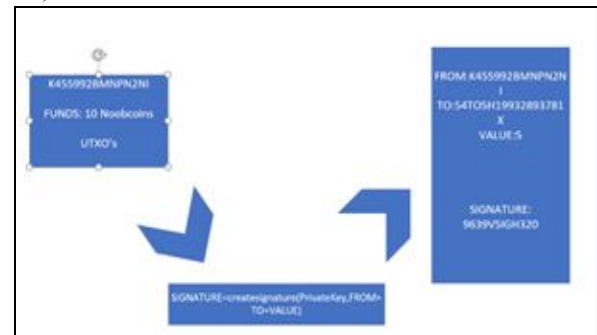 K455992BMNPN2NI
FUNDS: 10 Noobcoins
UTXO's
FROM:K455992BMNPN2N
I
TO:54TOSH19932893781
X
VALUE:5
SIGNATURE:
9639VSIGH320
SIGNATURE=createsignature(PrivateKey,FROM+
TO+VALUE)